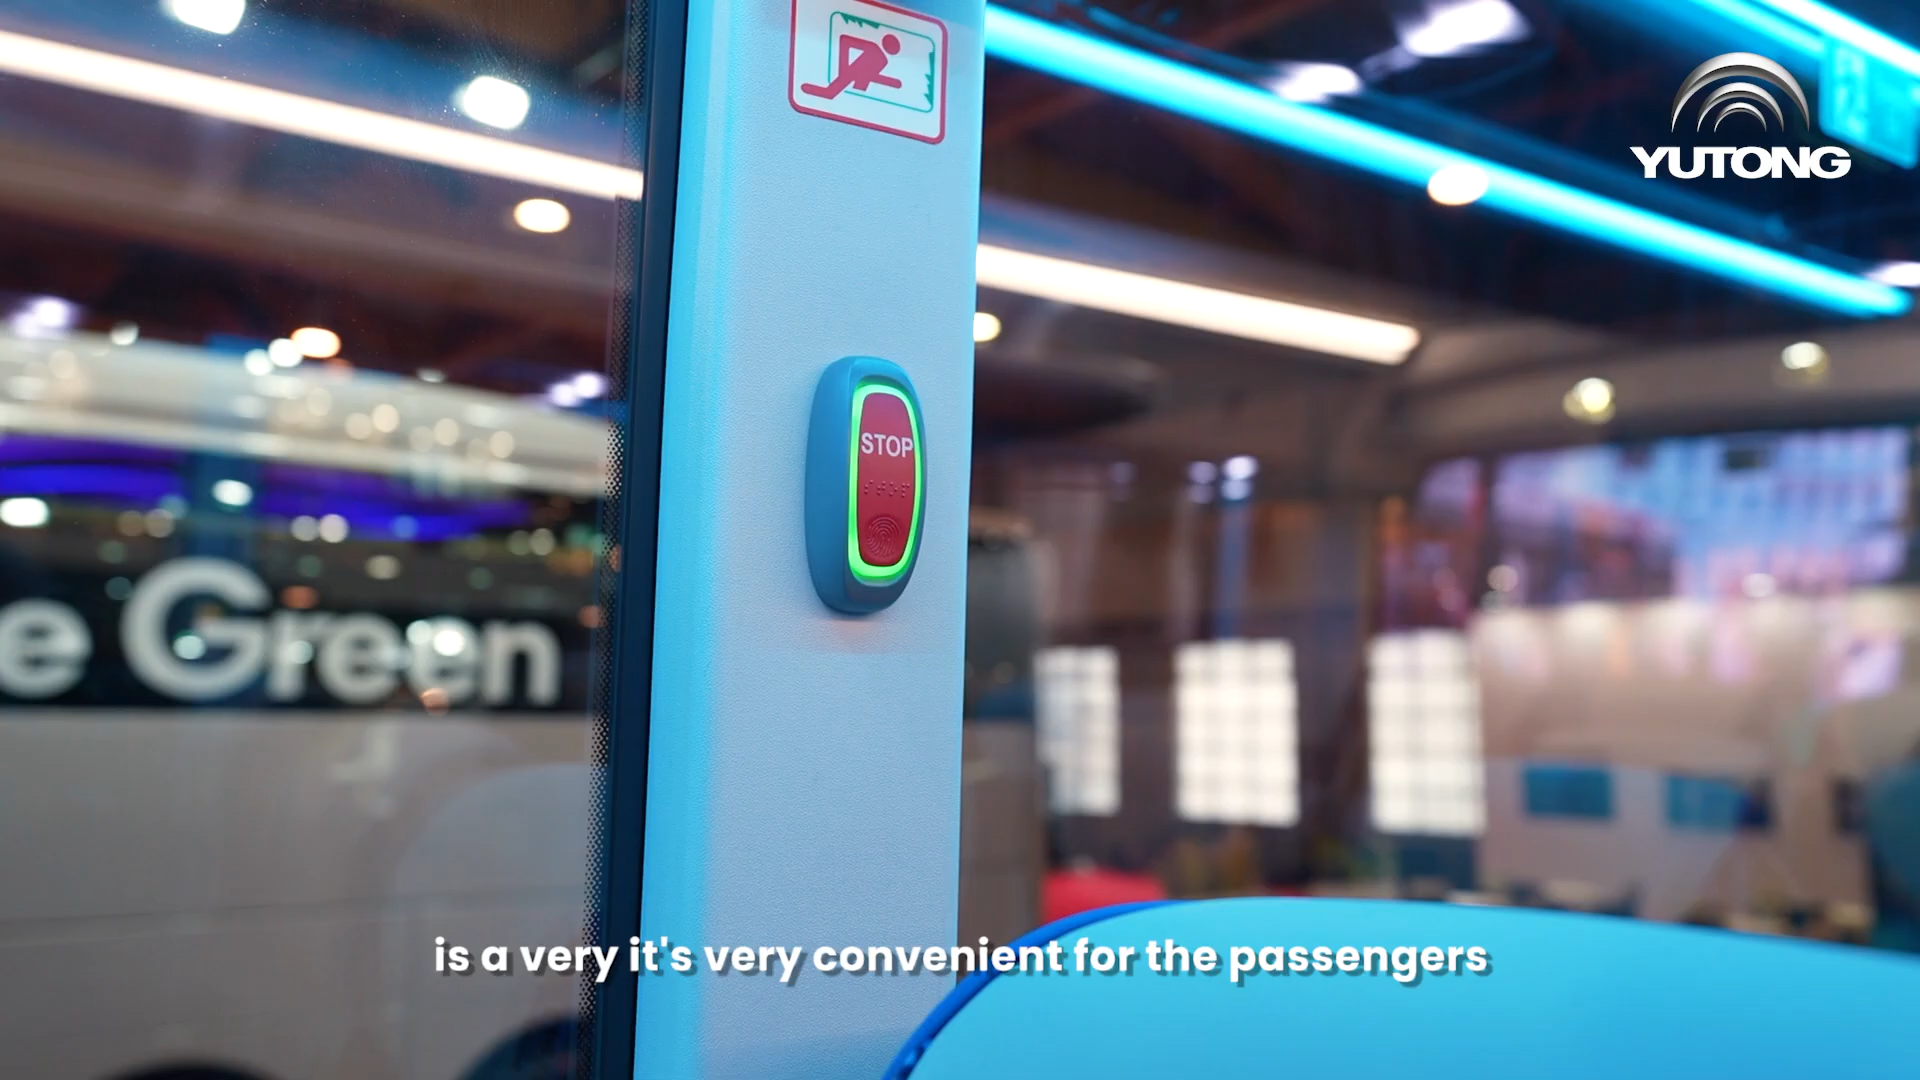 YUTONG
STOP
e Green
is a very it's very convenient for the passengers